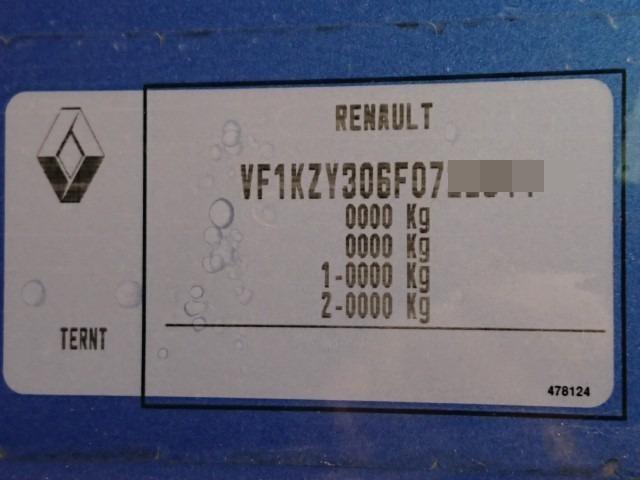 RENAULT
VF1KZY306F07
0000 Kg
0000 Kg
1-0000 Kg
2-0000 Kg
TERNT
478124